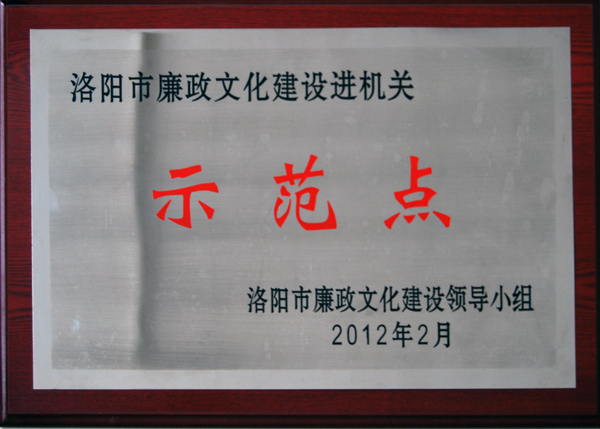 洛阳市廉政文化建设进机关
示范点
洛阳市廉政文化建设领导小组
2012年2月